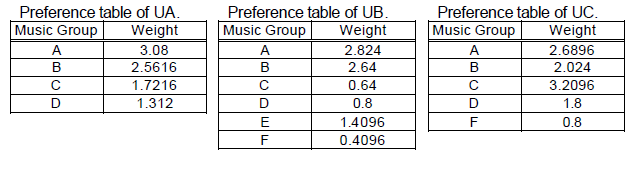 Preference table of UA.
Music Group Weight
A 3.08
B 2.5616
C 1.7216
D 1.312
Preference table of UB.
Music Group Weight
A 2.824
B 2.64
C 0.64
D 0.8
E 1.4096
F 0.4096
Preference table of UC.
Music Group Weight
A 2.6896
B 2.024
C 3.2096
D 1.8
F 0.8